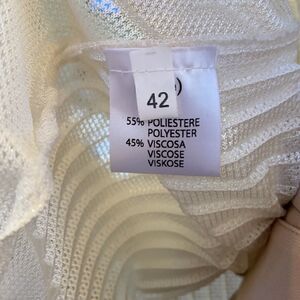 42
55% POLIESTERE
POLYESTER
45% VISCOSA
VISCOSE
VISKOSE